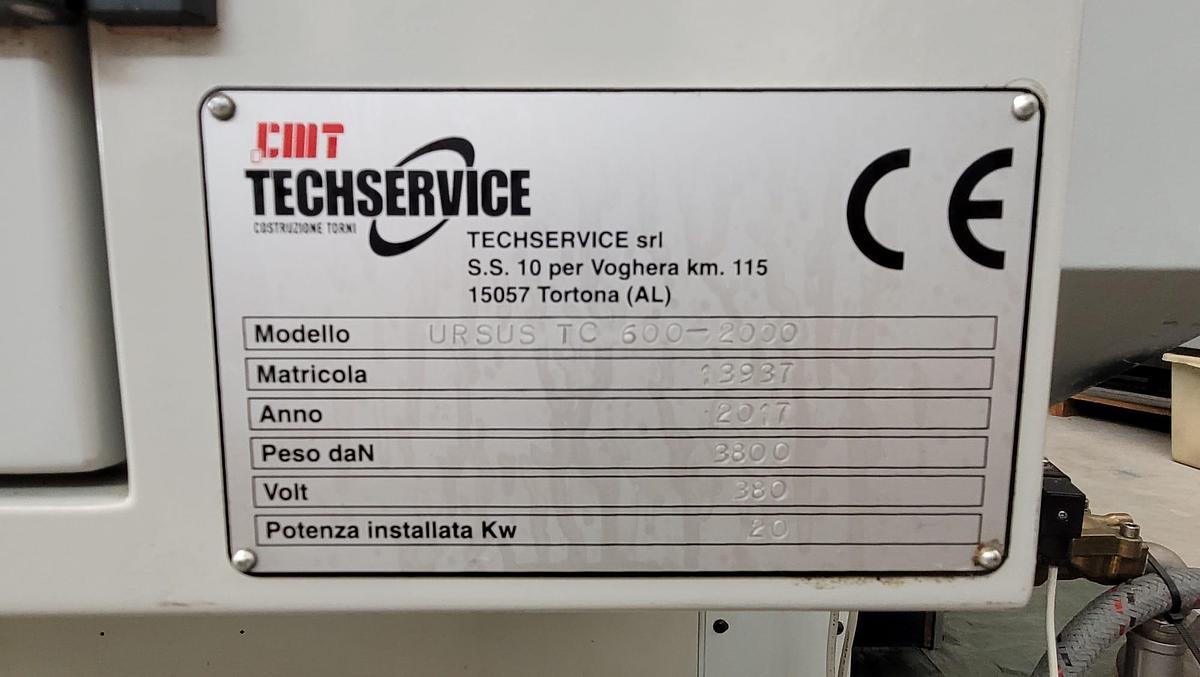 CMT
TECHSERVICE
COSTRUZIONE TORNI
CE
TECHSERVICE srl
S.S. 10 per Voghera km. 115
15057 Tortona (AL)
Modello URSUS TC 600-2000
Matricola 13937
Anno 2017
Peso daN 3800
Volt 380
Potenza installata Kw 20